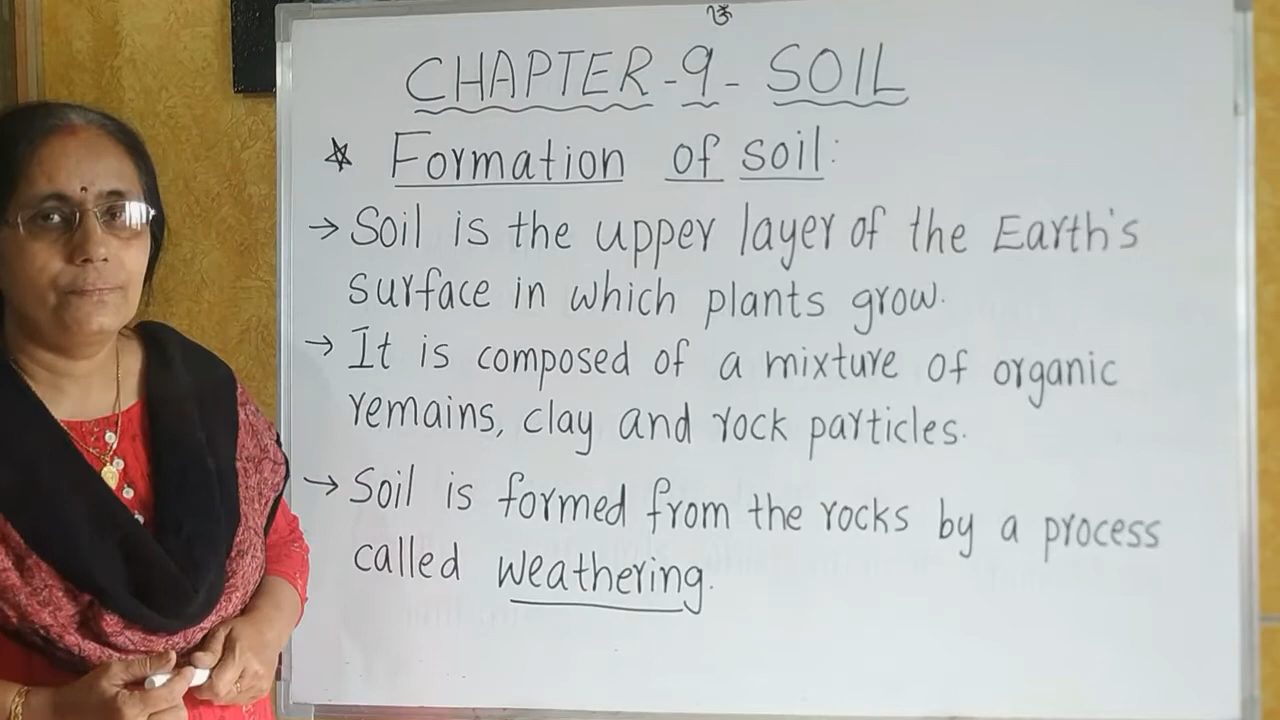 ॐ
CHAPTER-9- SOIL
☆ Formation of soil:
→ Soil is the upper layer of the Earth's
surface in which plants grow.
→ It is composed of a mixture of organic
remains, clay and rock particles.
→ Soil is formed from the rocks by a process
called Weathering.